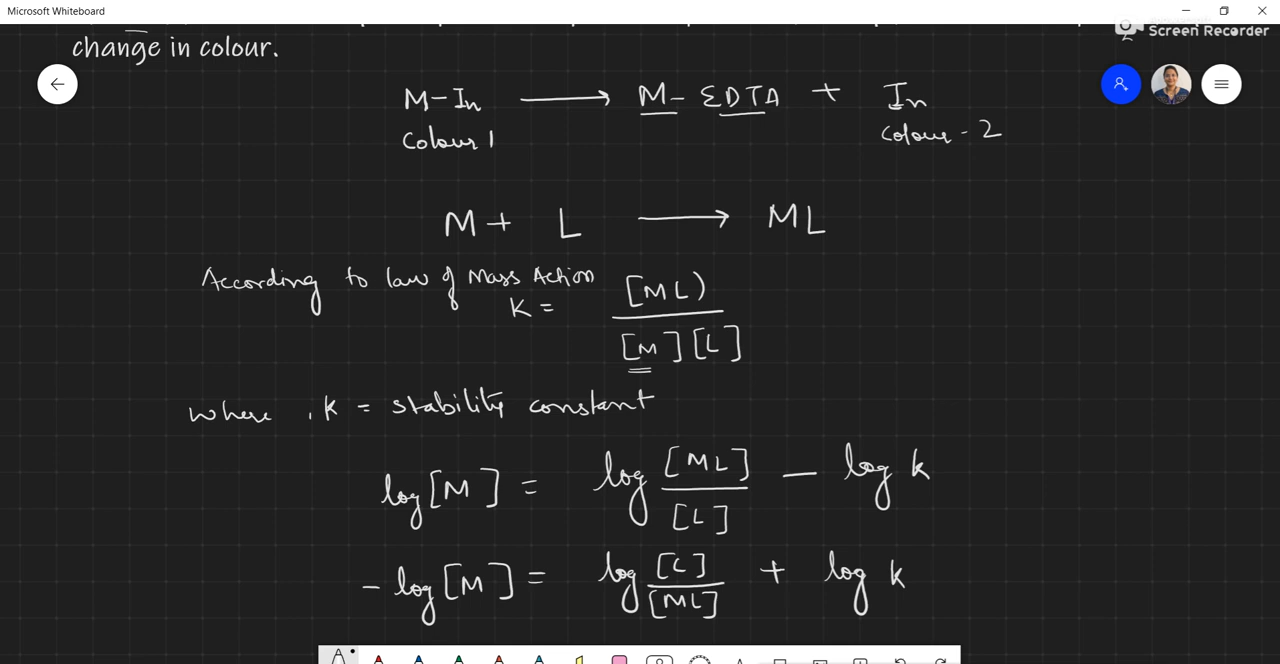 Microsoft Whiteboard
Screen Recorder
change in colour.
M-In ⟶ M- EDTA + In
Colour 1 Colour - 2
M + L ⟶ ML
According to law of Mass Action
K = [ML) / [M][L]
where , K = stability constant
log[M] = log [ML] / [L] - log K
- log[M] = log [L] / [ML] + log K